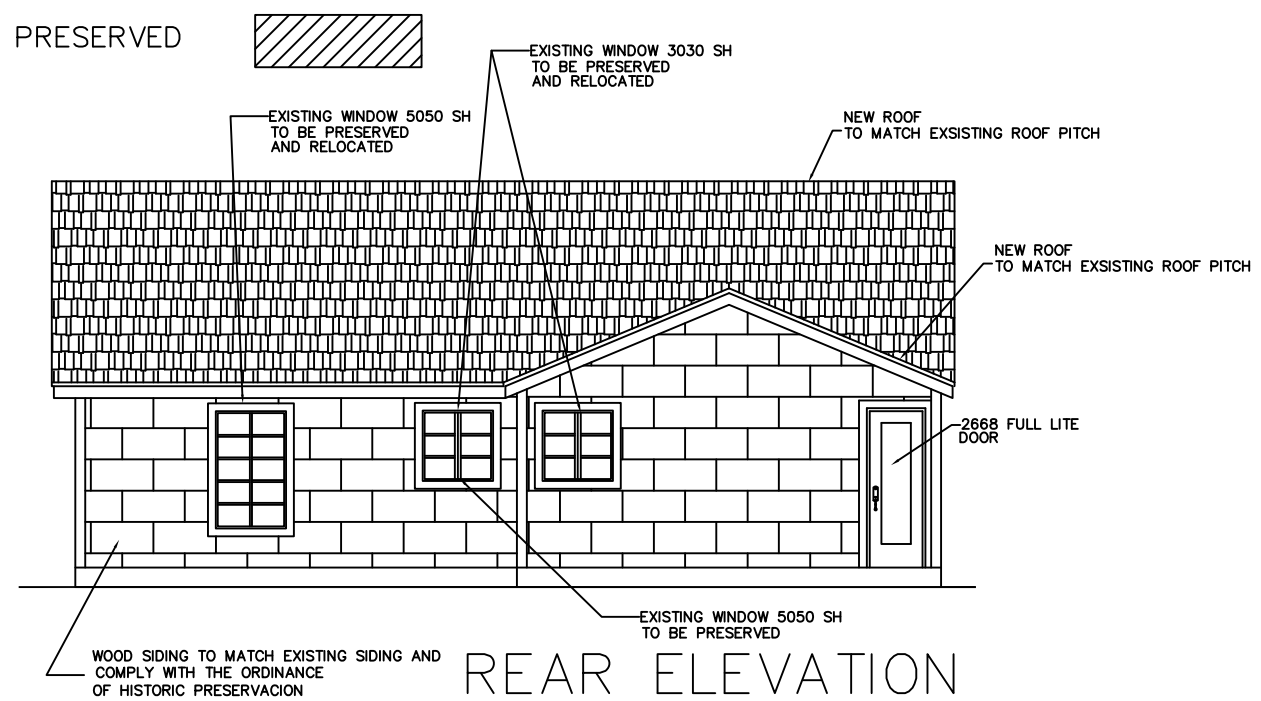 PRESERVED
EXISTING WINDOW 3030 SH
TO BE PRESERVED
AND RELOCATED
EXISTING WINDOW 5050 SH
TO BE PRESERVED
AND RELOCATED
NEW ROOF
TO MATCH EXSISTING ROOF PITCH
NEW ROOF
TO MATCH EXSISTING ROOF PITCH
2668 FULL LITE
DOOR
EXISTING WINDOW 5050 SH
TO BE PRESERVED
WOOD SIDING TO MATCH EXISTING SIDING AND
COMPLY WITH THE ORDINANCE
OF HISTORIC PRESERVACION
REAR ELEVATION